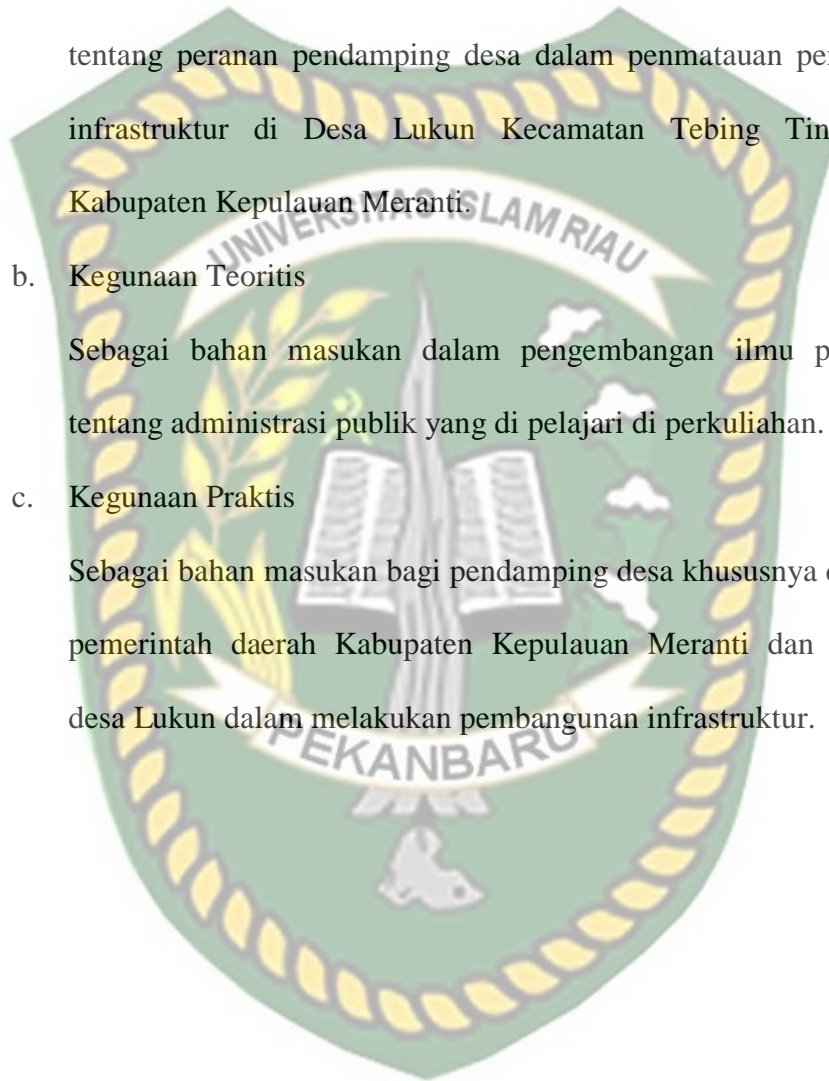 tentang peranan pendamping desa dalam penmatauan
infrastruktur di Desa Lukun Kecamatan Tebing
Kabupaten Kepulauan Meranti.
UNIVERSITAS ISLAM RIAU
b. Kegunaan Teoritis
Sebagai bahan masukan dalam pengembangan ilmu
tentang administrasi publik yang di pelajari di perkuliahan.
c. Kegunaan Praktis
Sebagai bahan masukan bagi pendamping desa khususnya
pemerintah daerah Kabupaten Kepulauan Meranti dan
desa Lukun dalam melakukan pembangunan infrastruktur.
PEKANBARU